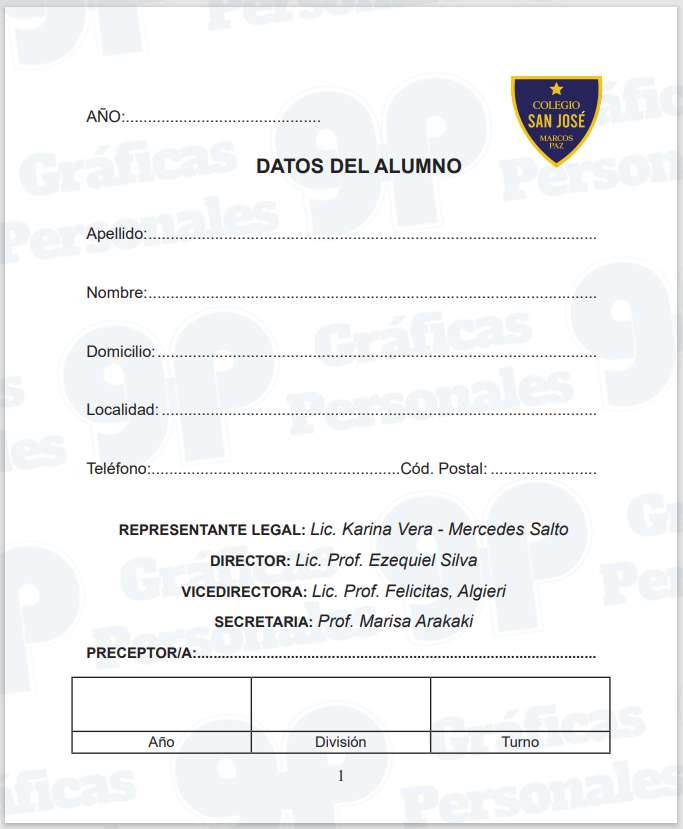 AÑO:............................................
COLEGIO
SAN JOSÉ
MARCOS
PAZ
DATOS DEL ALUMNO
Apellido:.....................................................................................................
Nombre:.....................................................................................................
Domicilio:...................................................................................................
Localidad:..................................................................................................
Teléfono:........................................................Cód. Postal: ........................
REPRESENTANTE LEGAL: Lic. Karina Vera - Mercedes Salto
DIRECTOR: Lic. Prof. Ezequiel Silva
VICEDIRECTORA: Lic. Prof. Felicitas, Algieri
SECRETARIA: Prof. Marisa Arakaki
PRECEPTOR/A:.........................................................................................
Año División Turno
1
gp
Gráficas
Personales